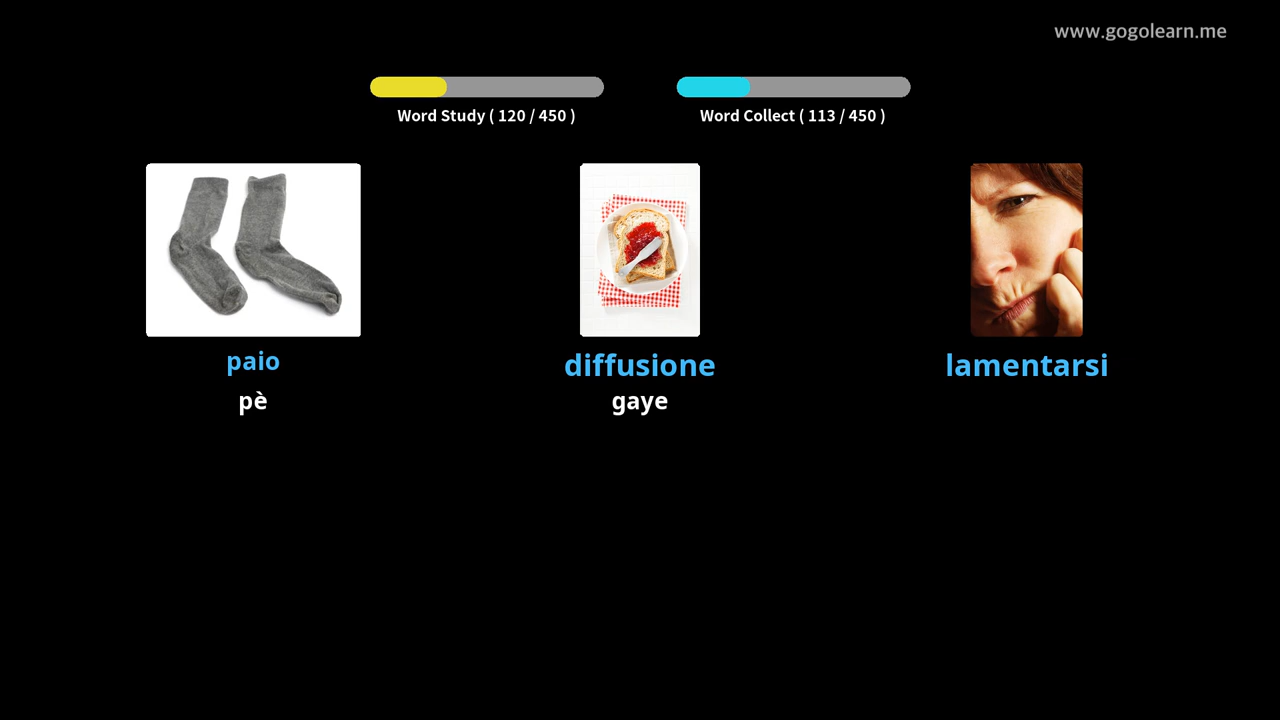 www.gogolearn.me
Word Study ( 120 / 450 )
Word Collect ( 113 / 450 )
paio
diffusione
lamentarsi
pè
gaye